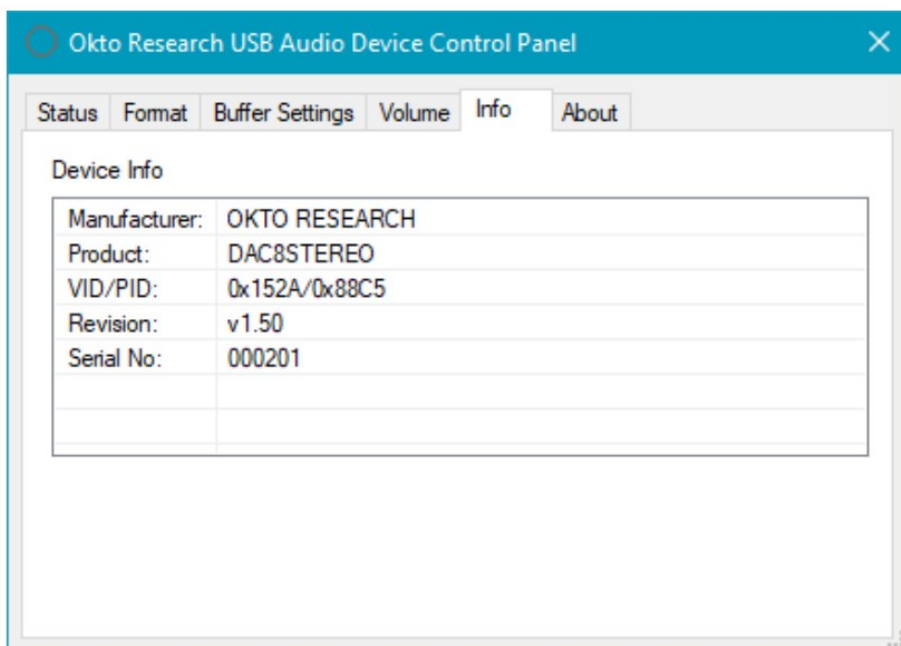 Okto Research USB Audio Device Control Panel
Status Format Buffer Settings Volume Info About
Device Info
Manufacturer: OKTO RESEARCH
Product: DAC8STEREO
VID/PID: 0x152A/0x88C5
Revision: v1.50
Serial No: 000201